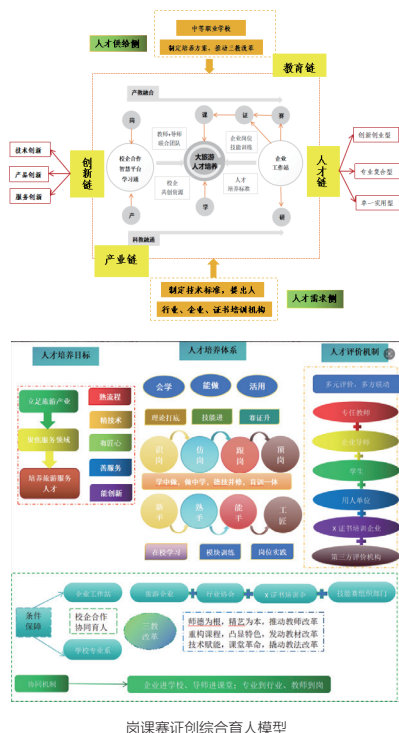 人才供给侧
中等职业学校
制定培养方案，推动三教改革
教育链
产教融合
岗
课
证
赛
教师+导师
联合团队
企业岗位
技能训练
技术创新
产品创新
服务创新
创新链
校企合作
智慧平台
学习通
大旅游
人才培养
企业
工作站
人才链
创新创业型
专业复合型
单一实用型
校企
共创资源
人才
培养标准
产
学
研
科教融通
产业链
制定技术标准，提出人
行业、企业、证书培训机构
人才需求侧
人才培养目标
人才培养体系
人才评价机制
立足旅游产业
聚焦服务领域
培养旅游服务
人才
熟流程
精技术
善服务
能创新
会学
能做
活用
理论打底
技能进
赛证升
识岗
仿岗
跟岗
顶岗
学中做、做中学、德技并修、育训一体
新手
熟手
能手
工匠
在校学习
模块训练
岗位实践
多元评价，多方联动
专任教师
企业导师
学生
用人单位
X证书培训企业
第三方评价机构
条件
保障
企业工作站
旅游企业
行业协会
X证书培训企
技能赛组织部门
校企合作
协同育人
学校专业系
三教
改革
师德为根，精艺为本，推动教师改革
重构课程，凸显特色，发动教材改革
技术赋能，课堂革命，撬动教法改革
协同机制
企业进学校、导师进课堂；专业到行业、教师到岗
岗课赛证创综合育人模型